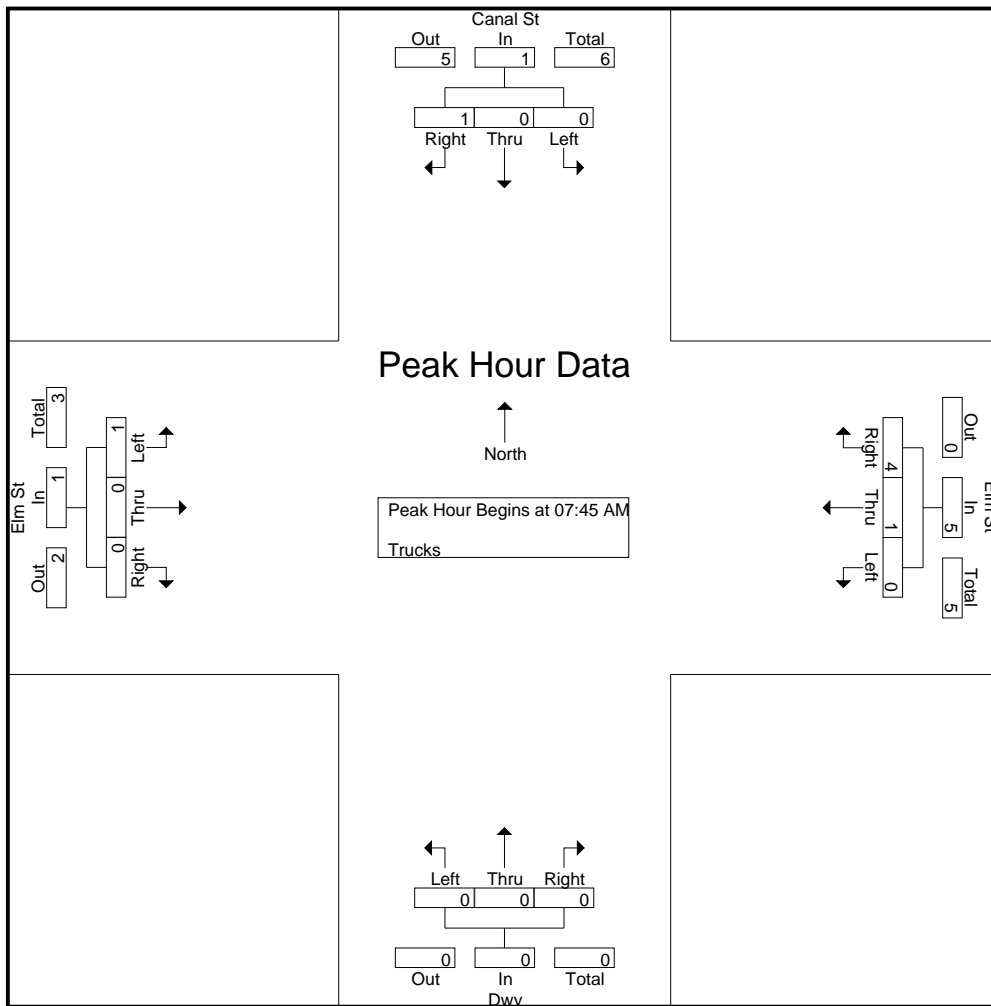 Canal St
Out In Total
5 1 6
1 0 0
Right Thru Left
Peak Hour Data
North
Peak Hour Begins at 07:45 AM
Trucks
Elm St
Out In Total
2 1 3
Left Thru Right
1 0 0
Elm St
Out In Total
0 5 5
Right Thru Left
4 1 0
Left Thru Right
0 0 0
0 0 0
Out In Total
Dwy